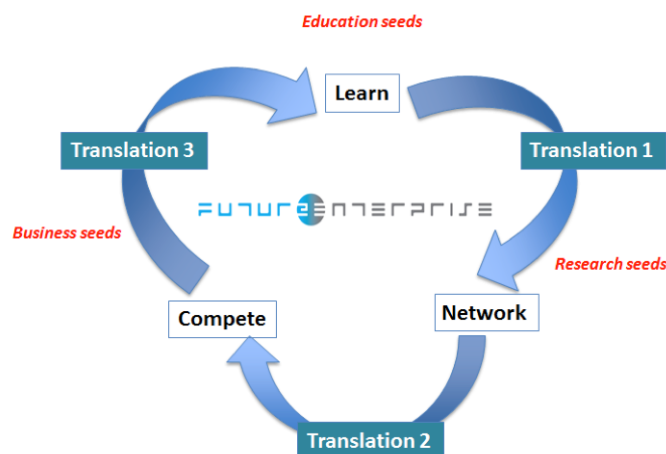 Education seeds
Learn
Translation 3
Translation 1
FUTURE ENTERPRISE
Business seeds
Research seeds
Compete
Network
Translation 2